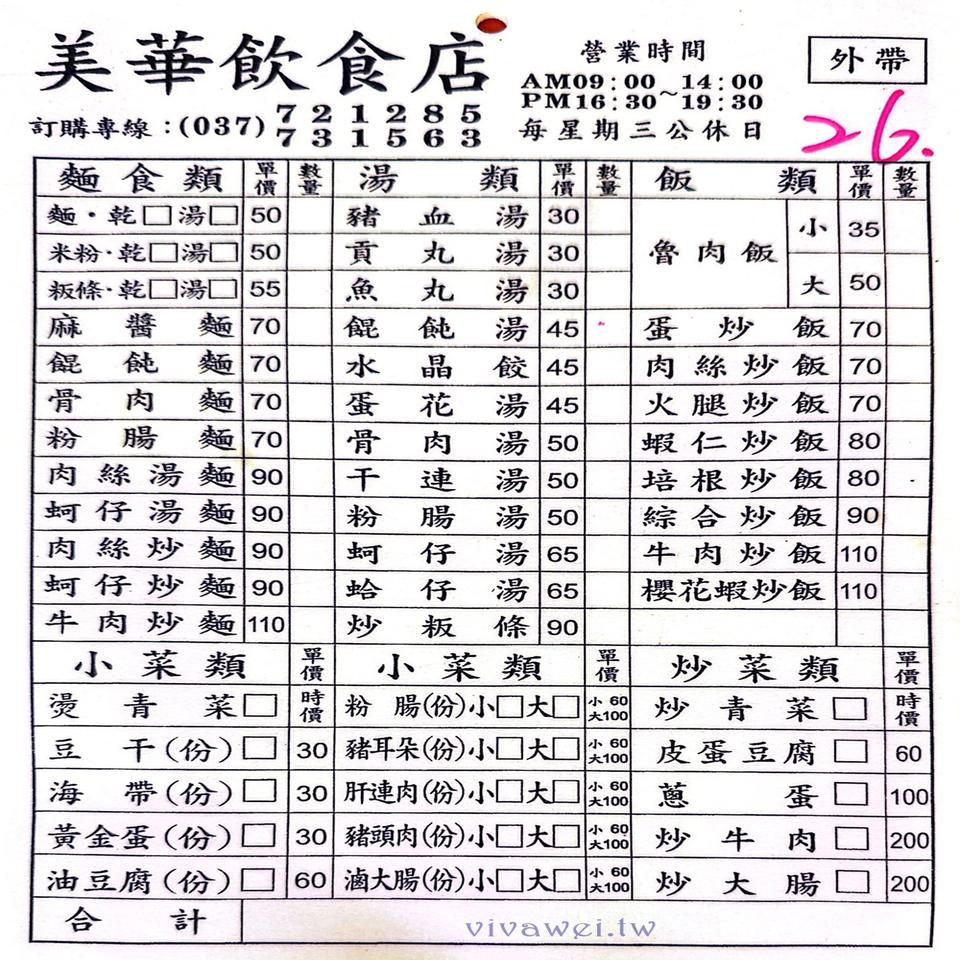 美華飲食店
營業時間
外帶
AM09:00~14:00
PM16:30~19:30
訂購專線:(037) 721285
731563
每星期三公休日
26.
麵食類 單價 數量 湯類 單價 數量 飯類 單價 數量
麵·乾□湯□ 50 豬血湯 30 魯肉飯 小 35
米粉·乾□湯□ 50 貢丸湯 30
粄條·乾□湯□ 55 魚丸湯 30 大 50
麻醬麵 70 餛飩湯 45 蛋炒飯 70
餛飩麵 70 水晶餃 45 肉絲炒飯 70
骨肉麵 70 蛋花湯 45 火腿炒飯 70
粉腸麵 70 骨肉湯 50 蝦仁炒飯 80
肉絲湯麵 90 干連湯 50 培根炒飯 80
蚵仔湯麵 90 粉腸湯 50 綜合炒飯 90
肉絲炒麵 90 蚵仔湯 65 牛肉炒飯 110
蚵仔炒麵 90 蛤仔湯 65 櫻花蝦炒飯 110
牛肉炒麵 110 炒粄條 90
小菜類 單價 小菜類 單價 炒菜類 單價
燙青菜□ 時價 粉腸(份)小□大□ 小60 大100 炒青菜□ 時價
豆干(份)□ 30 豬耳朵(份)小□大□ 小60 大100 皮蛋豆腐□ 60
海帶(份)□ 30 肝連肉(份)小□大□ 小60 大100 蔥蛋□ 100
黃金蛋(份)□ 30 豬頭肉(份)小□大□ 小60 大100 炒牛肉□ 200
油豆腐(份)□ 60 滷大腸(份)小□大□ 小60 大100 炒大腸□ 200
合計
vivawei.tw